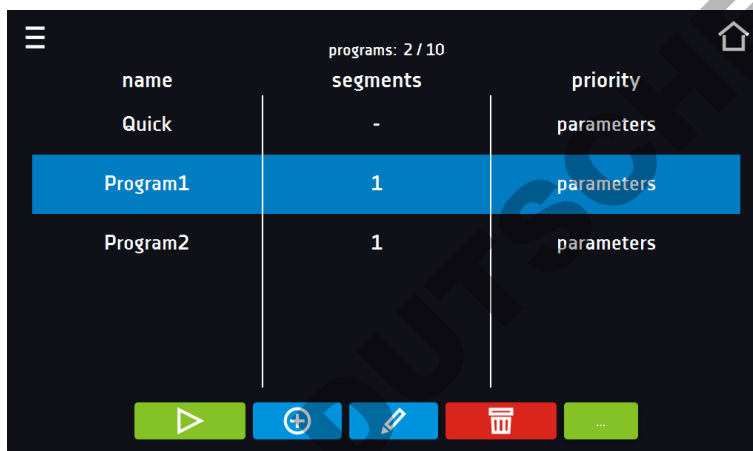 programs: 2 / 10
name segments priority
Quick - parameters
Program1 1 parameters
Program2 1 parameters
...